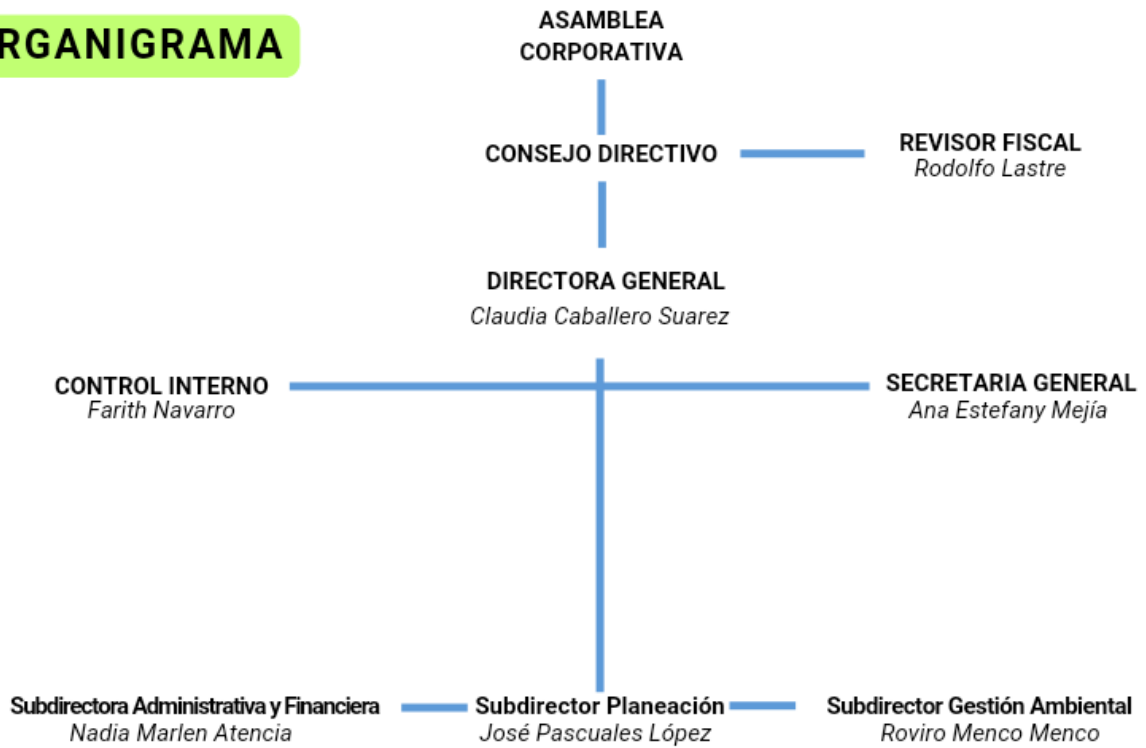 RGANIGRAMA
ASAMBLEA
CORPORATIVA
CONSEJO DIRECTIVO
REVISOR FISCAL
Rodolfo Lastre
DIRECTORA GENERAL
Claudia Caballero Suarez
CONTROL INTERNO
Farith Navarro
SECRETARIA GENERAL
Ana Estefany Mejía
Subdirectora Administrativa y Financiera
Nadia Marlen Atencia
Subdirector Planeación
José Pascuales López
Subdirector Gestión Ambiental
Roviro Menco Menco